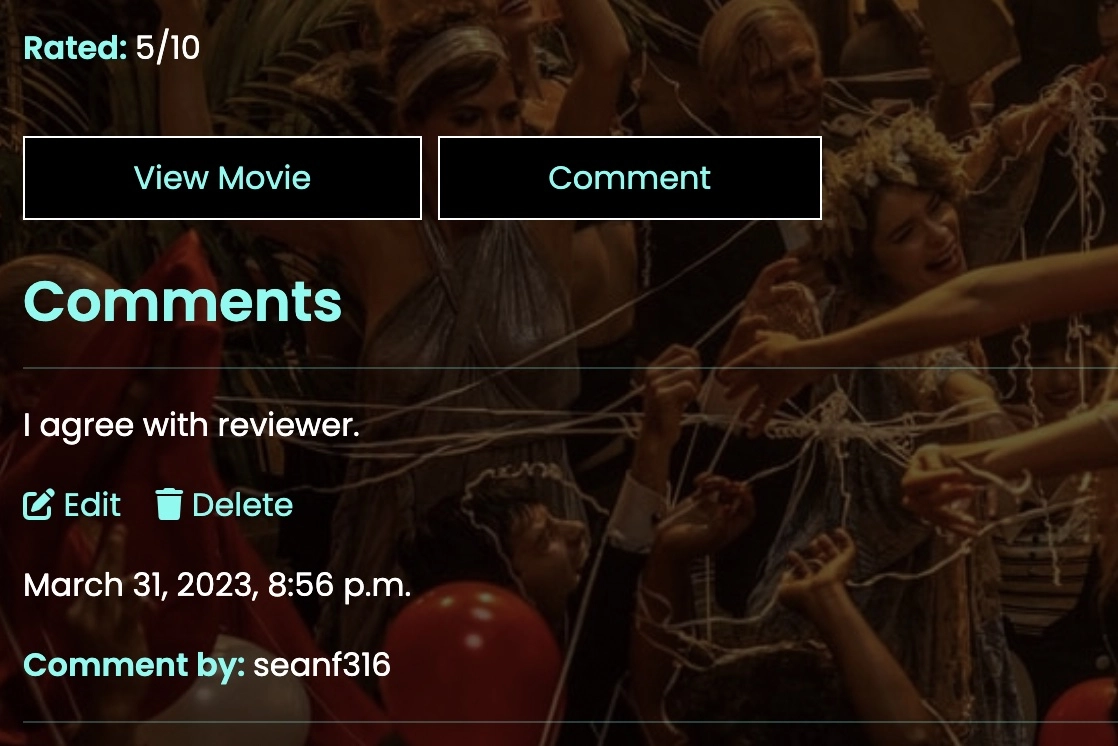 Rated: 5/10
View Movie Comment
Comments
I agree with reviewer.
Edit Delete
March 31, 2023, 8:56 p.m.
Comment by: seanf316